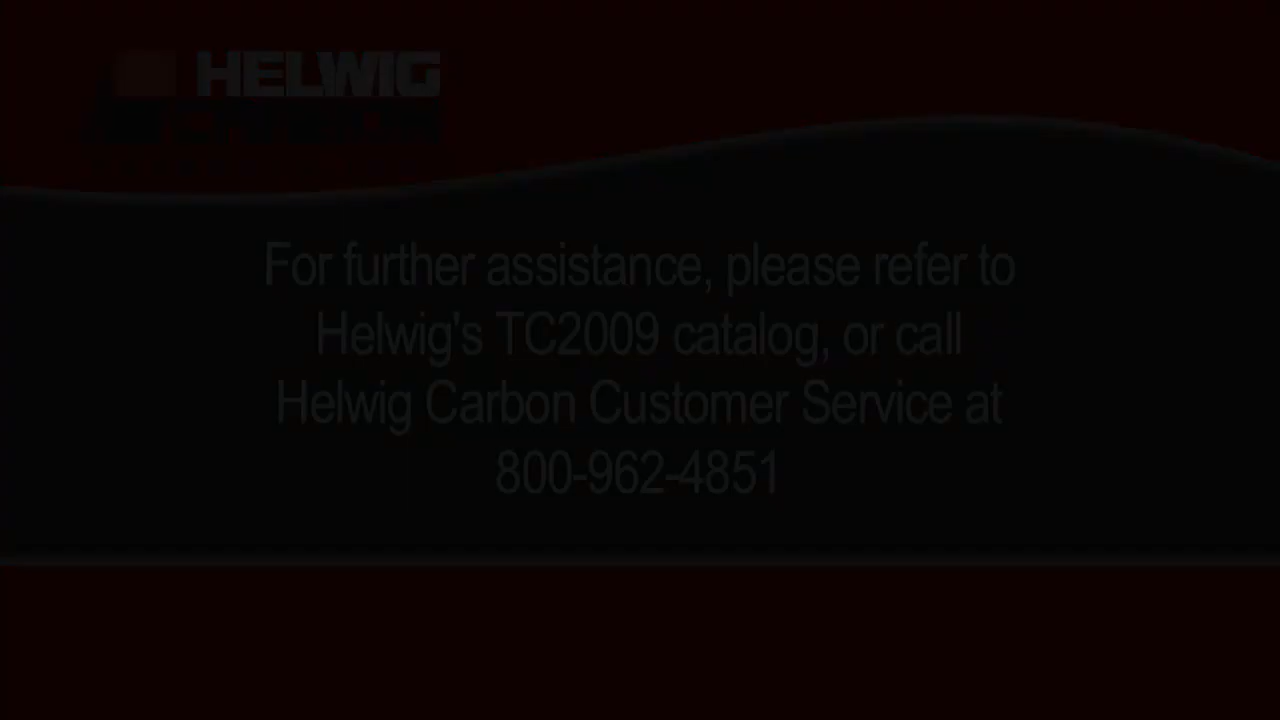 HELWIG
CARBON
For further assistance, please refer to
Helwig's TC2009 catalog, or call
Helwig Carbon Customer Service at
800-962-4851